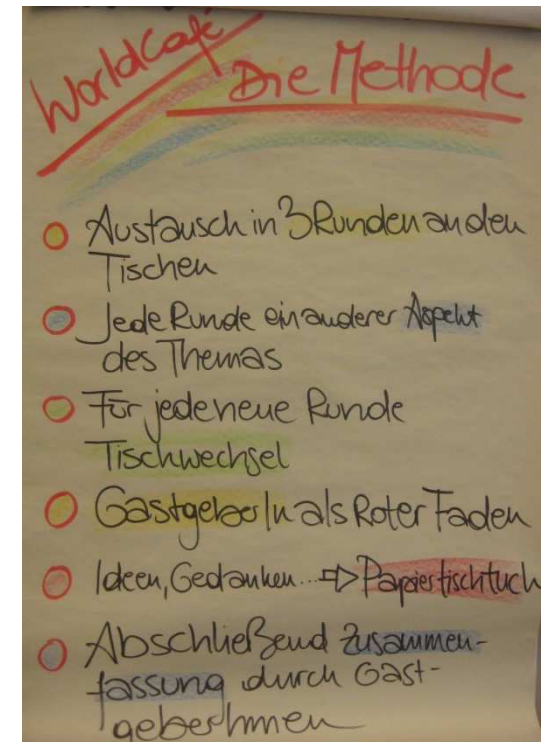 WorldCafé
Die Methode
Austausch in 3 Runden an den
Tischen
Jede Runde ein anderer Aspekt
des Themas
Für jede neue Runde
Tischwechsel
GastgeberIn als Roter Faden
Ideen, Gedanken... ⇨ Papiertischtuch
Abschließend Zusammen-
fassung durch Gast-
geberInnen